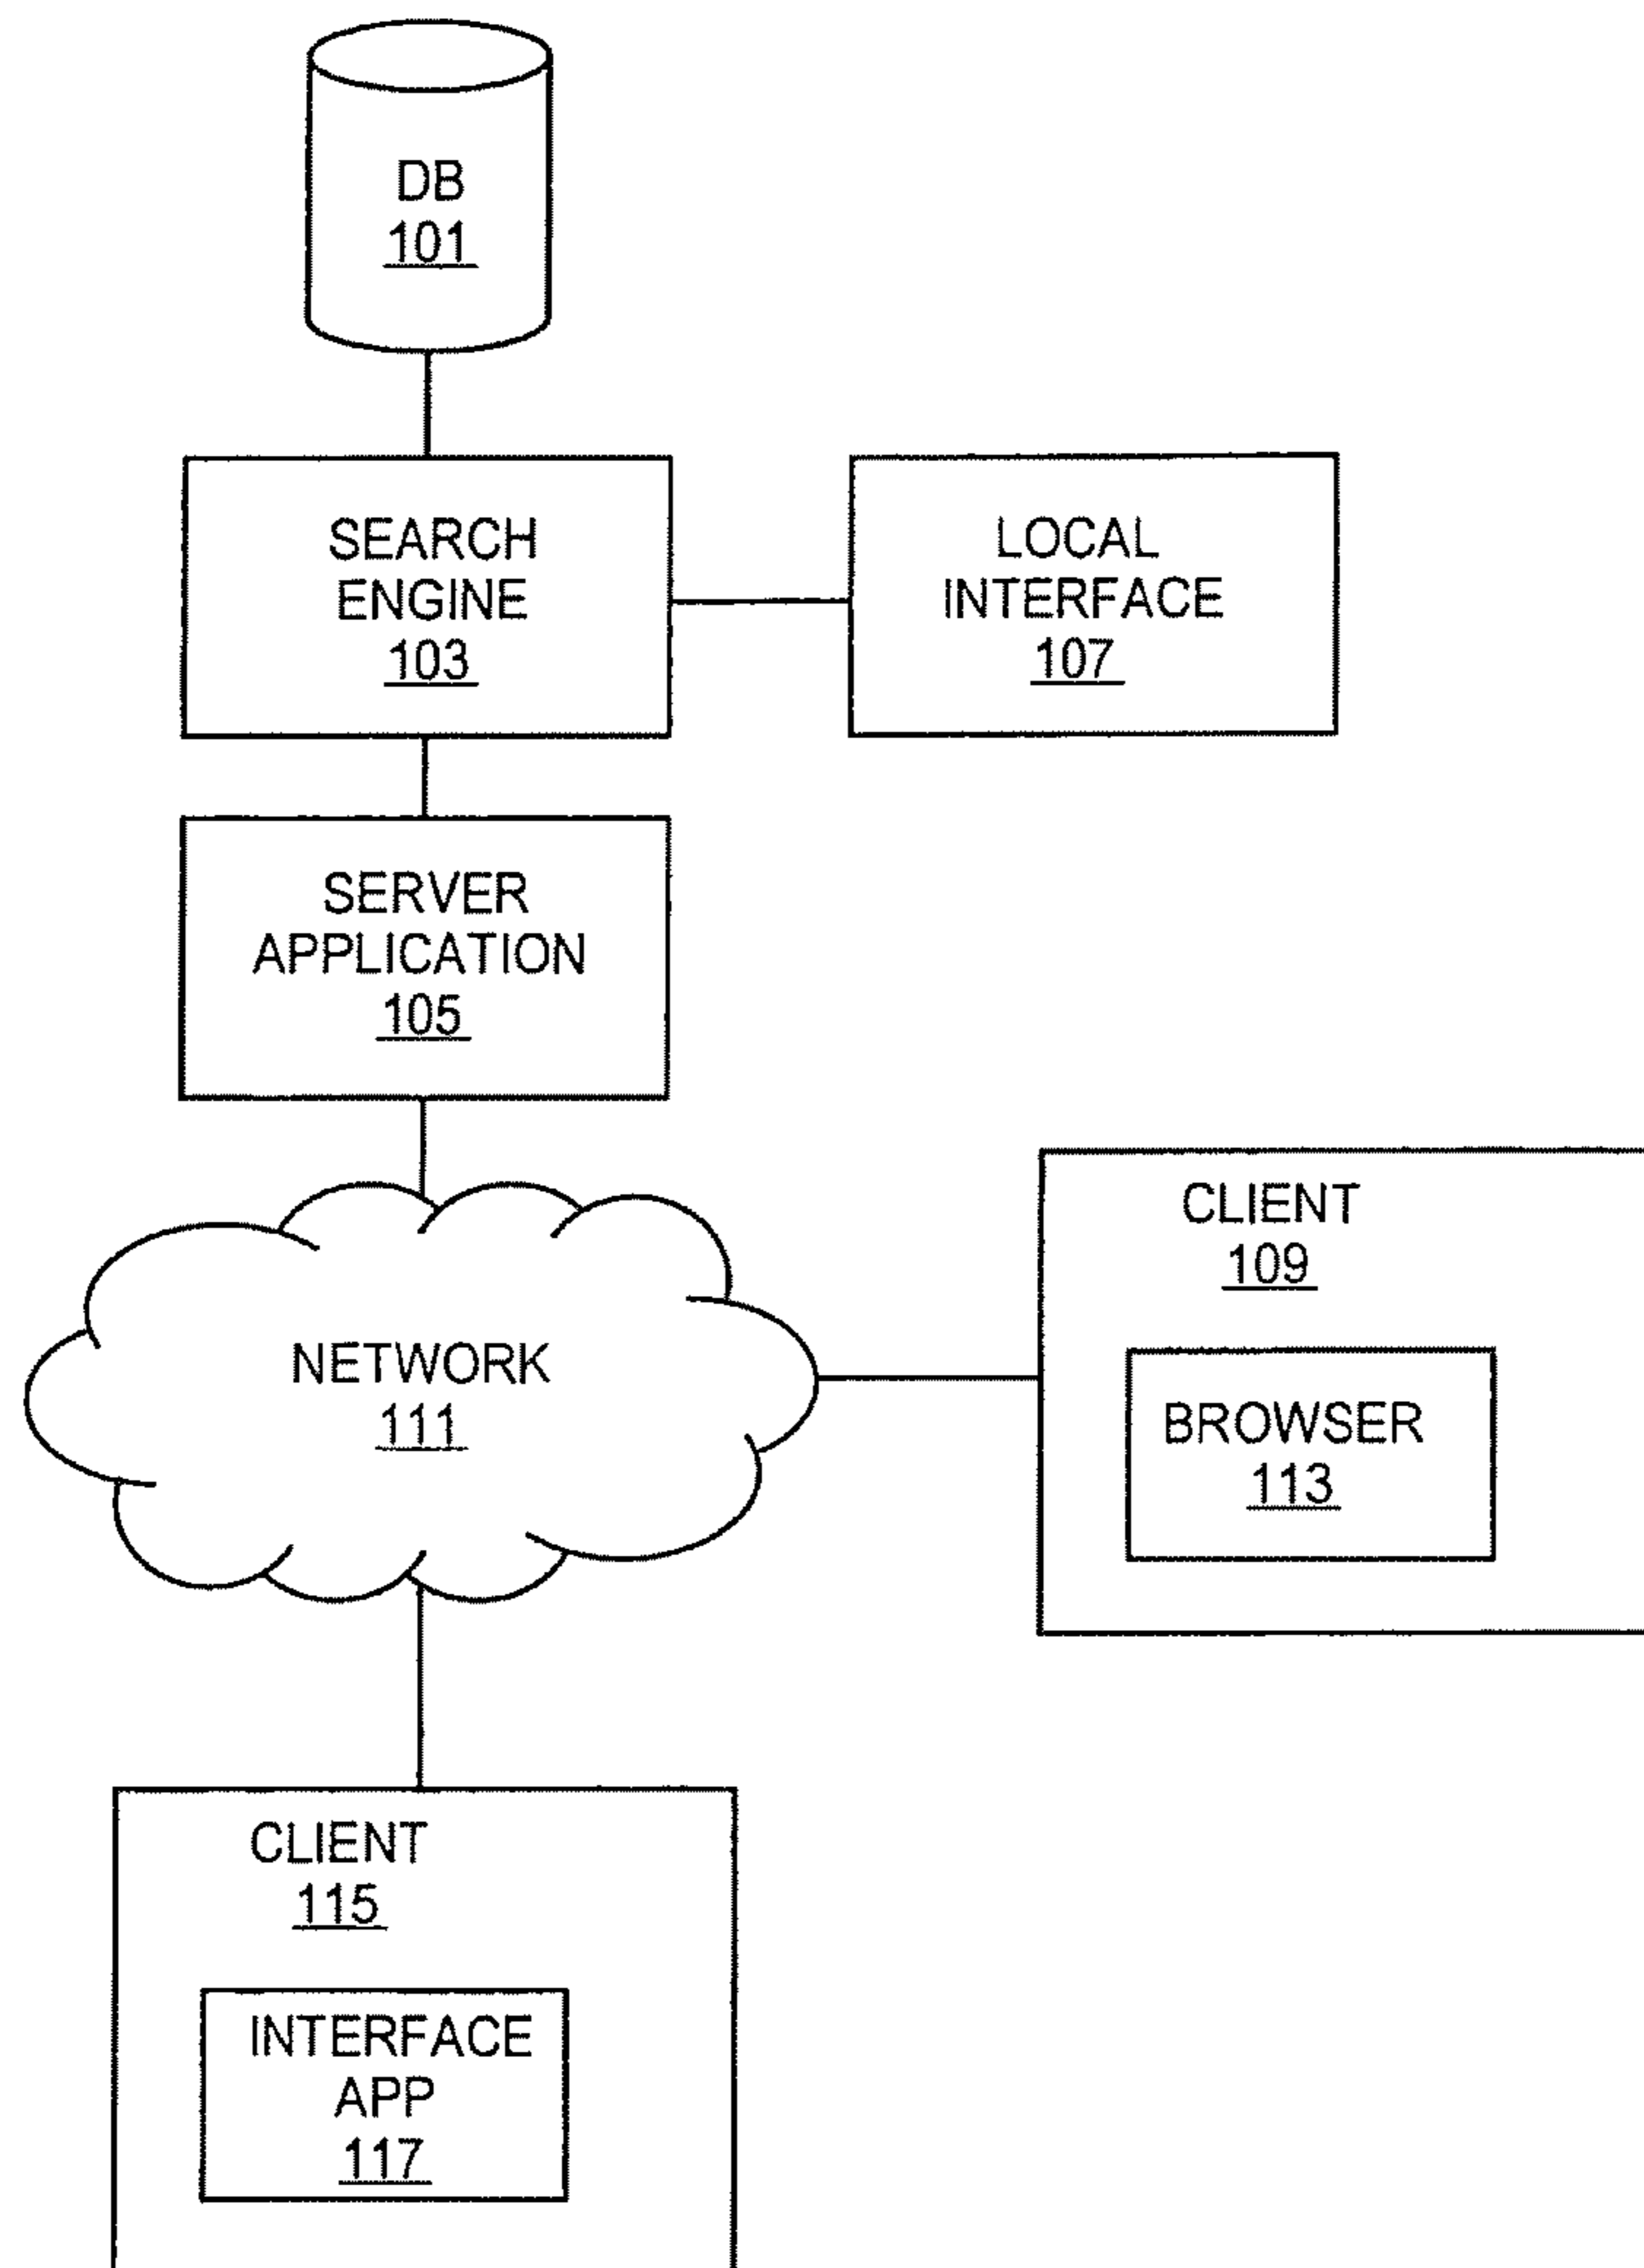 DB
101
SEARCH
ENGINE
103
LOCAL
INTERFACE
107
SERVER
APPLICATION
105
NETWORK
111
CLIENT
109
BROWSER
113
CLIENT
115
INTERFACE
APP
117